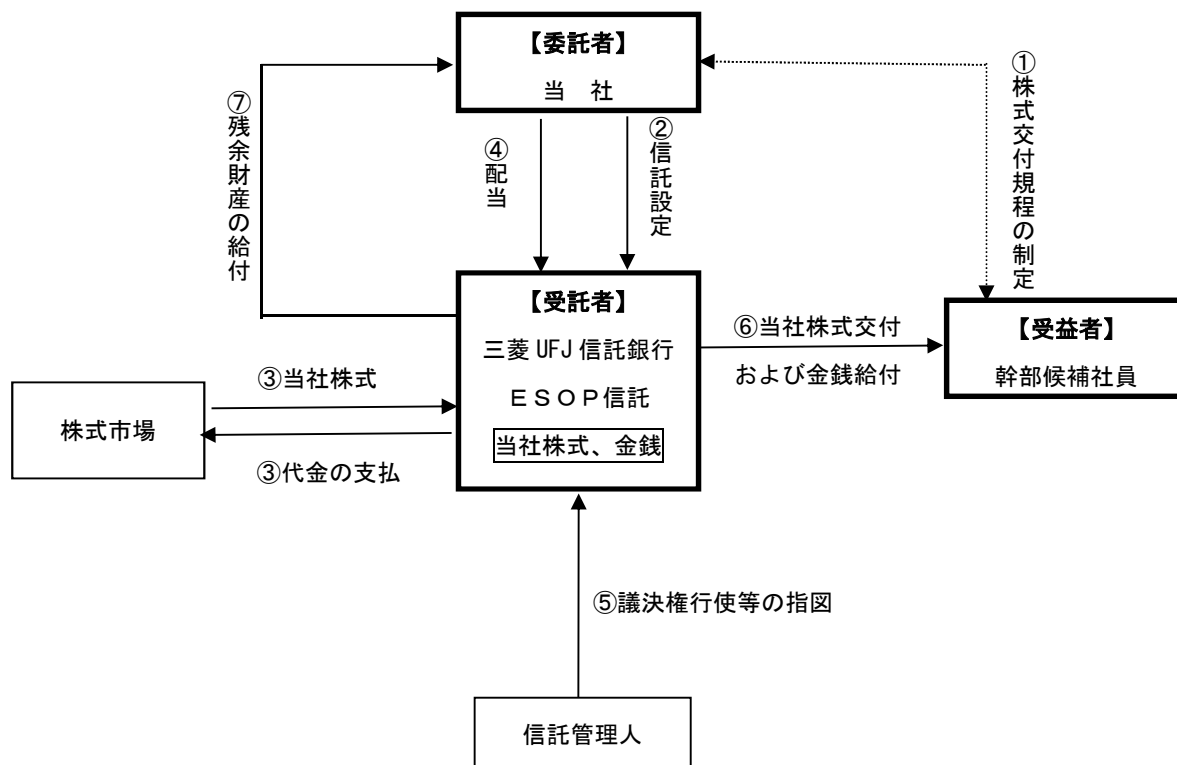 【委託者】
当　社
①株式交付規程の制定
⑦残余財産の給付
④配当
②信託設定
【受託者】
三菱 UFJ 信託銀行
ＥＳＯＰ信託
当社株式、金銭
⑥当社株式交付
および金銭給付
【受益者】
幹部候補社員
③当社株式
株式市場
③代金の支払
⑤議決権行使等の指図
信託管理人